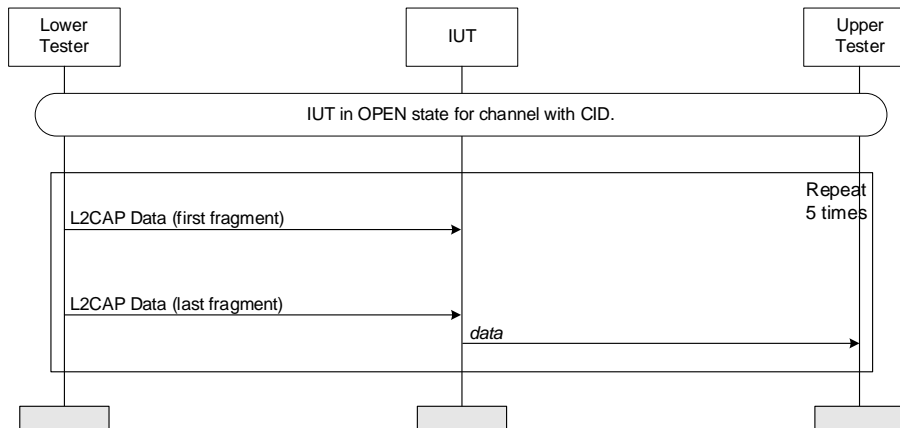 Lower
Tester
IUT
Upper
Tester
IUT in OPEN state for channel with CID.
Repeat
5 times
L2CAP Data (first fragment)
L2CAP Data (last fragment)
data